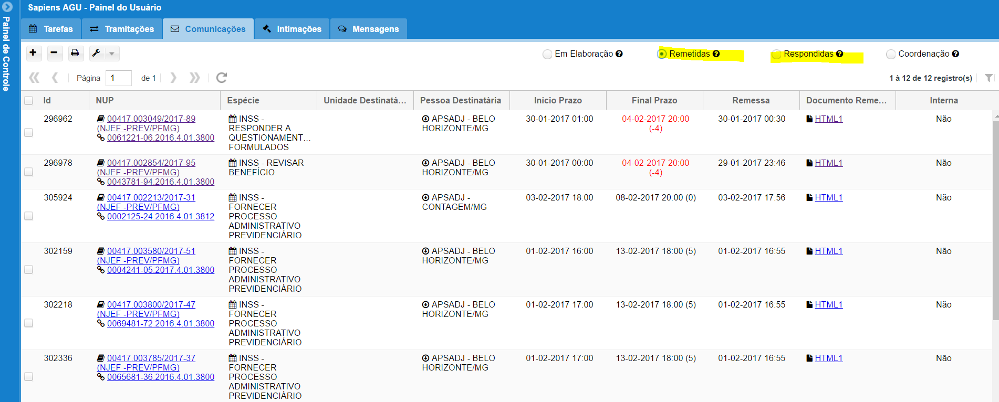 Sapiens AGU - Painel do Usuário
Painel de Controle
Tarefas
Tramitações
Comunicações
Intimações
Mensagens
Em Elaboração
Remetidas
Respondidas
Coordenação
Página 1 de 1
1 à 12 de 12 registro(s)
Id NUP Espécie Unidade Destinatá... Pessoa Destinatária Início Prazo Final Prazo Remessa Documento Reme... Interna
296962
00417.003049/2017-89
(NJEF -PREV/PFMG)
0061221-06.2016.4.01.3800
INSS -
RESPONDER A
QUESTIONAMENT...
FORMULADOS
APSADJ - BELO
HORIZONTE/MG
30-01-2017 01:00
04-02-2017 20:00
(-4)
30-01-2017 00:30
HTML1
Não
296978
00417.002854/2017-95
(NJEF -PREV/PFMG)
0043781-94.2016.4.01.3800
INSS - REVISAR
BENEFÍCIO
APSADJ - BELO
HORIZONTE/MG
30-01-2017 00:00
04-02-2017 20:00
(-4)
29-01-2017 23:46
HTML1
Não
305924
00417.002213/2017-31
(NJEF -PREV/PFMG)
0002125-24.2016.4.01.3812
INSS -
FORNECER
PROCESSO
ADMINISTRATIVO
PREVIDENCIÁRIO
APSADJ -
CONTAGEM/MG
03-02-2017 18:00
08-02-2017 20:00 (0)
03-02-2017 17:56
HTML1
Não
302159
00417.003580/2017-51
(NJEF -PREV/PFMG)
0004241-05.2017.4.01.3800
INSS -
FORNECER
PROCESSO
ADMINISTRATIVO
PREVIDENCIÁRIO
APSADJ - BELO
HORIZONTE/MG
01-02-2017 16:00
13-02-2017 18:00 (5)
01-02-2017 16:55
HTML1
Não
302218
00417.003800/2017-47
(NJEF -PREV/PFMG)
0069481-72.2016.4.01.3800
INSS -
FORNECER
PROCESSO
ADMINISTRATIVO
PREVIDENCIÁRIO
APSADJ - BELO
HORIZONTE/MG
01-02-2017 17:00
13-02-2017 18:00 (5)
01-02-2017 16:55
HTML1
Não
302336
00417.003785/2017-37
(NJEF -PREV/PFMG)
0065681-36.2016.4.01.3800
INSS -
FORNECER
PROCESSO
ADMINISTRATIVO
PREVIDENCIÁRIO
APSADJ - BELO
HORIZONTE/MG
01-02-2017 17:00
13-02-2017 18:00 (5)
01-02-2017 16:55
HTML1
Não